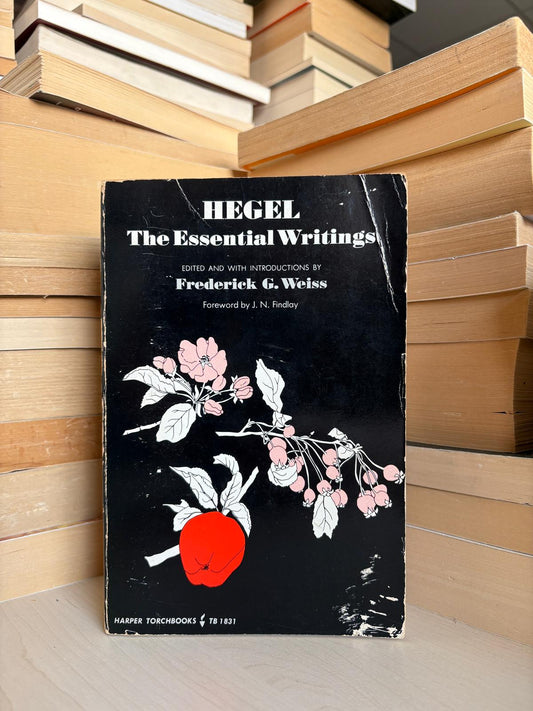 HEGEL
The Essential Writings
EDITED AND WITH INTRODUCTIONS BY
Frederick G. Weiss
Foreword by J. N. Findlay
HARPER TORCHBOOKS TB 1831